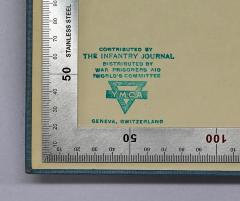 CONTRIBUTED BY
THE INFANTRY JOURNAL
DISTRIBUTED BY
WAR PRISONERS AID
WORLD'S COMMITTEE
YMCA
GENEVA, SWITZERLAND
STAINLESS STEEL
50
50
100